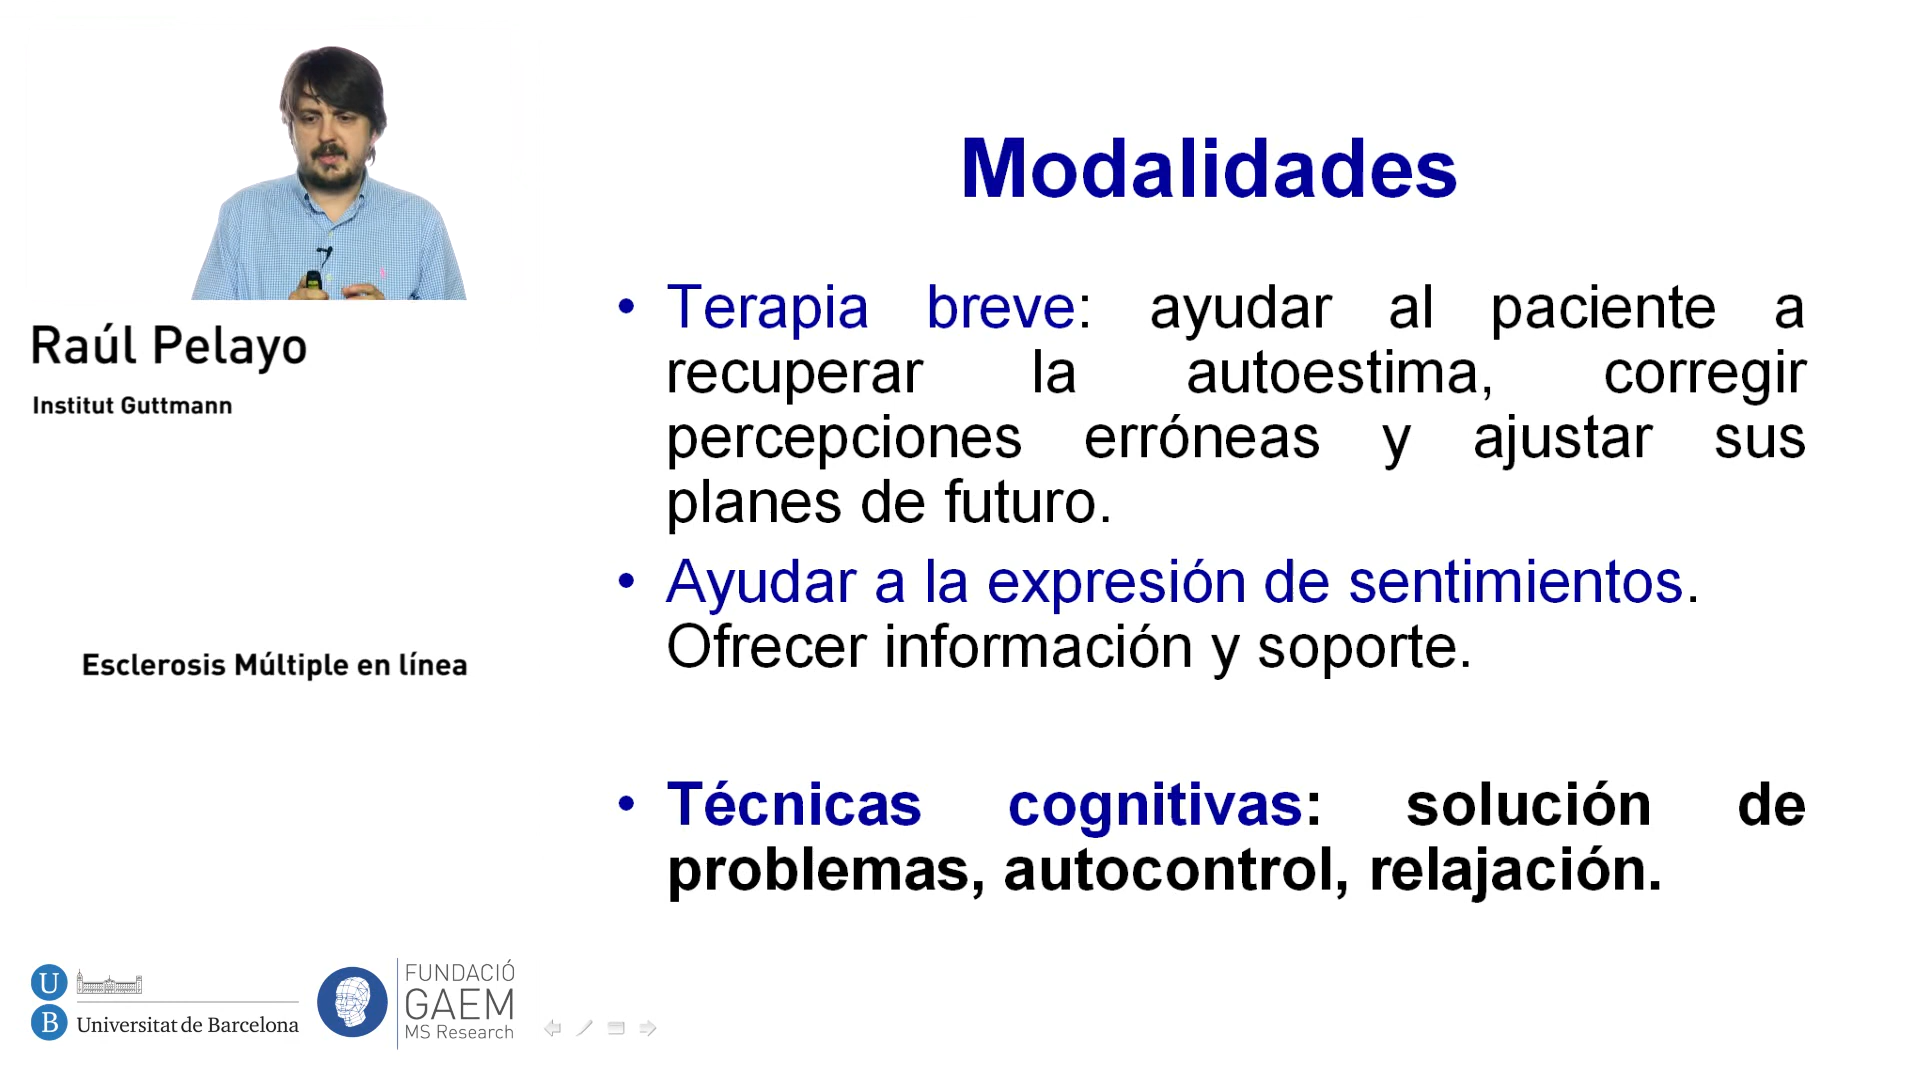 Raúl Pelayo
Institut Guttmann
Esclerosis Múltiple en línea
Modalidades
• Terapia breve: ayudar al paciente a
recuperar la autoestima, corregir
percepciones erróneas y ajustar sus
planes de futuro.
• Ayudar a la expresión de sentimientos.
Ofrecer información y soporte.
• Técnicas cognitivas: solución de
problemas, autocontrol, relajación.
U
B Universitat de Barcelona
FUNDACIÓ
GAEM
MS Research